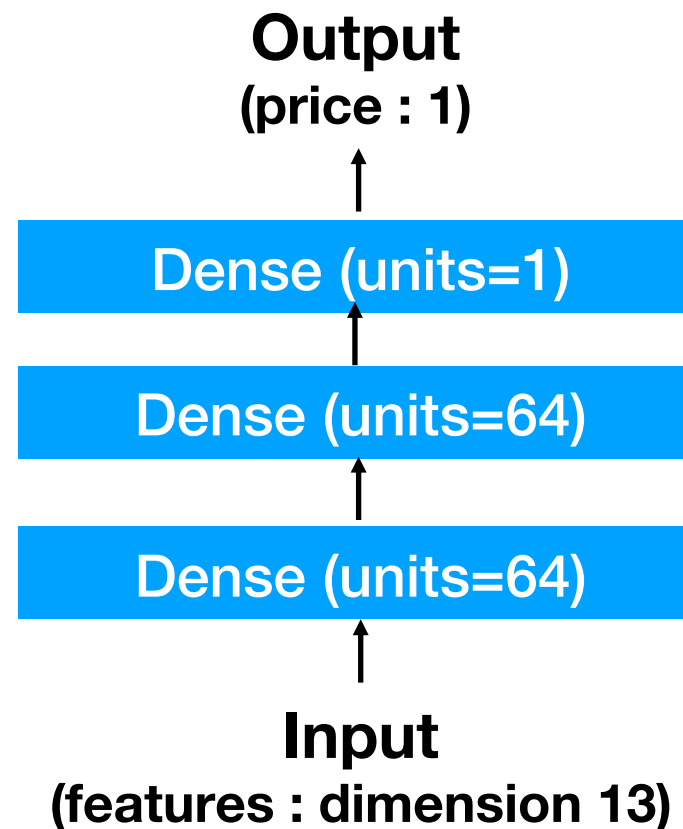 Output
(price : 1)
Dense (units=1)
Dense (units=64)
Dense (units=64)
Input
(features : dimension 13)